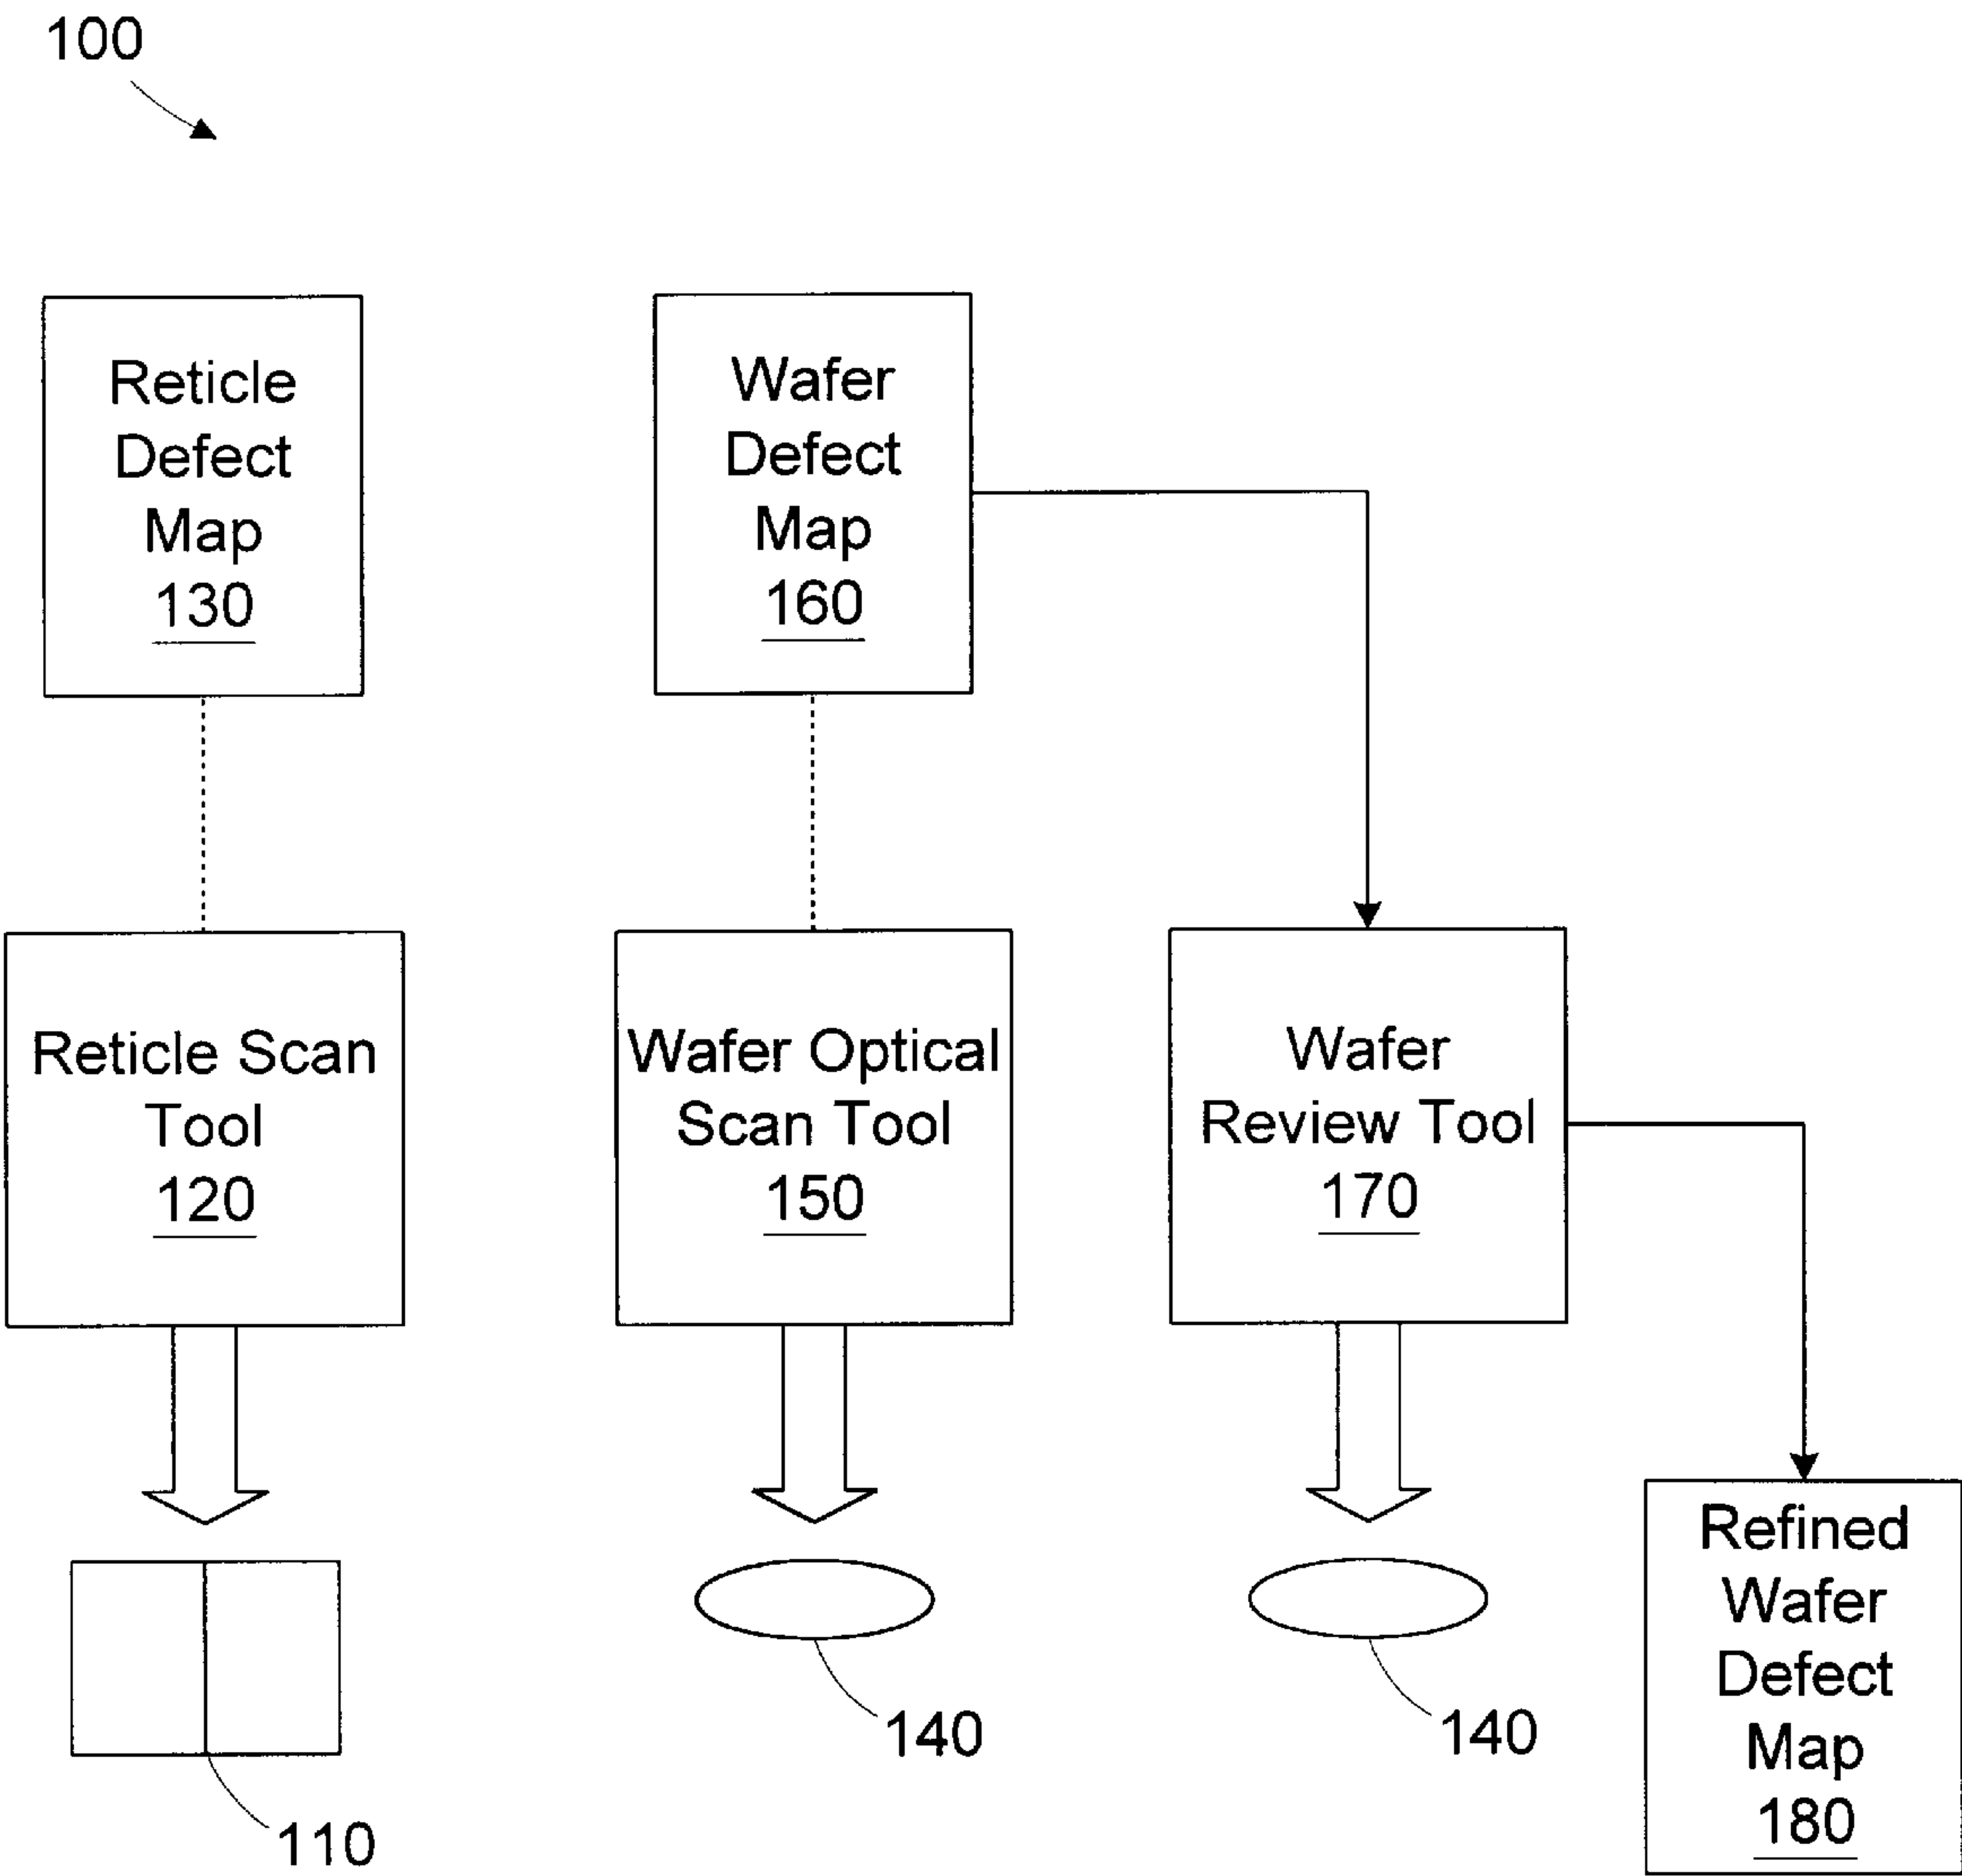 100
Reticle
Defect
Map
130
Wafer
Defect
Map
160
Reticle Scan
Tool
120
Wafer Optical
Scan Tool
150
Wafer
Review Tool
170
110
140
140
Refined
Wafer
Defect
Map
180